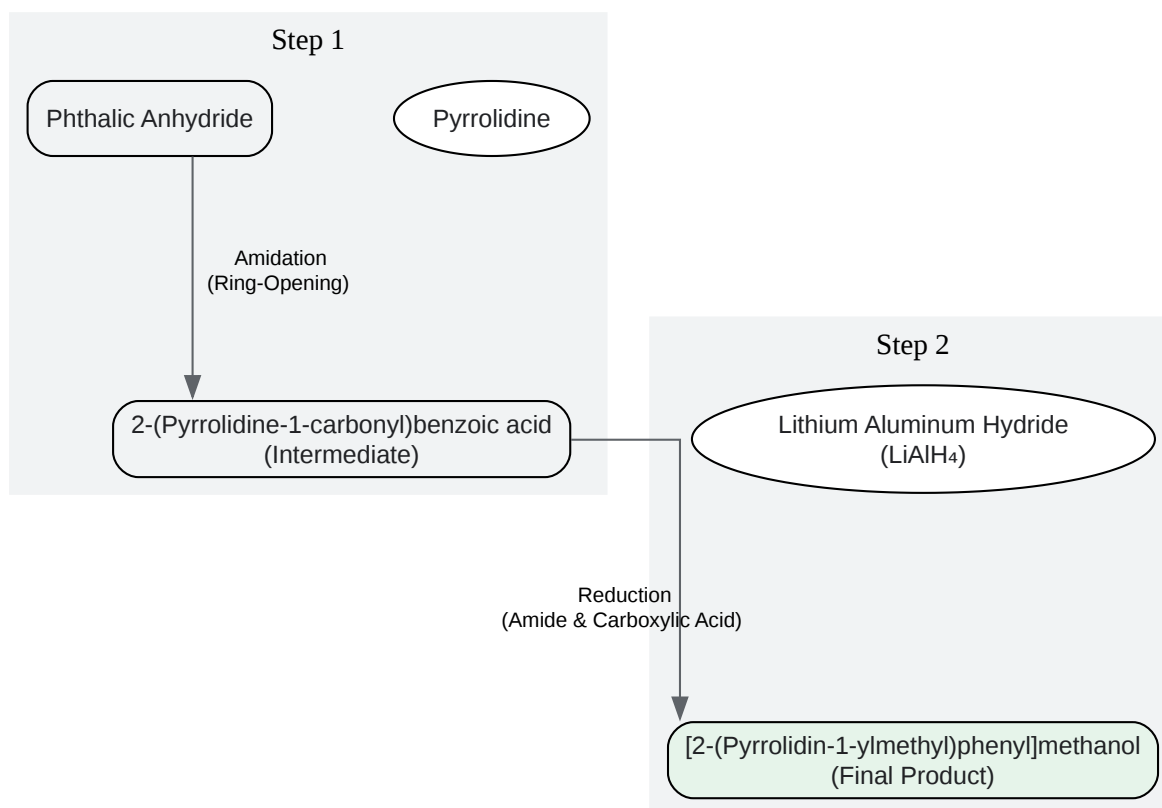 Step 1
Phthalic Anhydride
Pyrrolidine
Amidation
(Ring-Opening)
2-(Pyrrolidine-1-carbonyl)benzoic acid
(Intermediate)
Step 2
Lithium Aluminum Hydride
(LiAlH₄)
Reduction
(Amide & Carboxylic Acid)
[2-(Pyrrolidin-1-ylmethyl)phenyl]methanol
(Final Product)